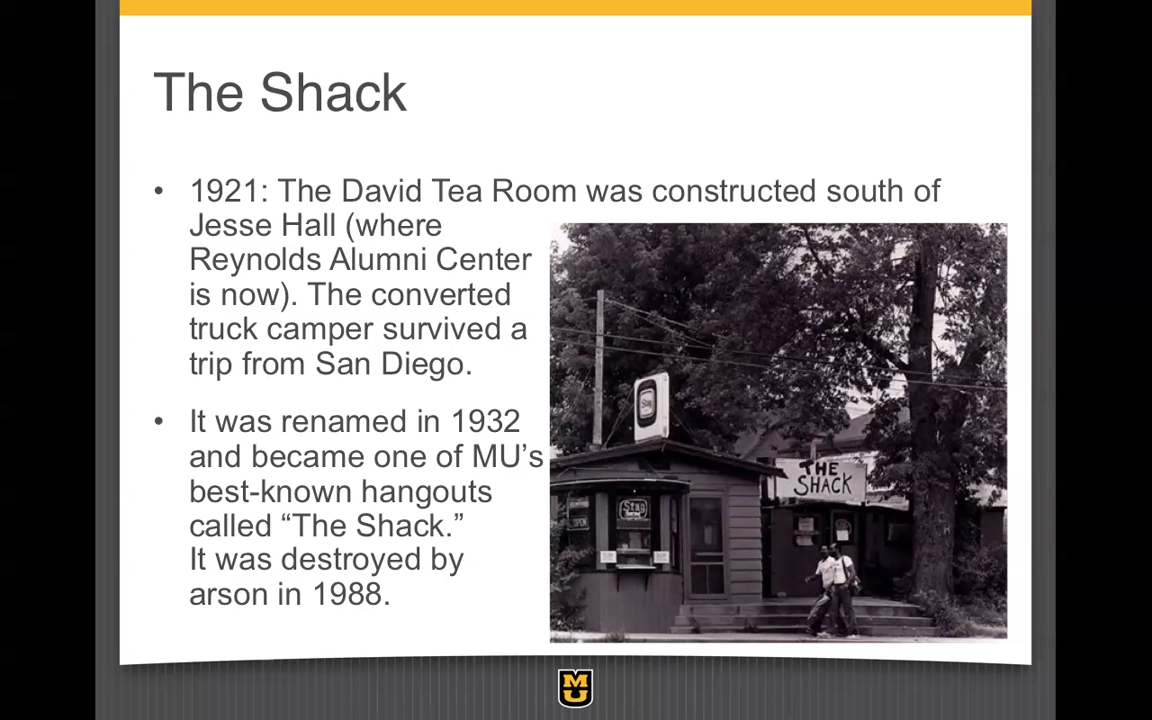 The Shack
• 1921: The David Tea Room was constructed south of
Jesse Hall (where
Reynolds Alumni Center
is now). The converted
truck camper survived a
trip from San Diego.
• It was renamed in 1932
and became one of MU’s
best-known hangouts
called “The Shack.”
It was destroyed by
arson in 1988.
Stag
THE
SHACK
Stag
OPEN
MU